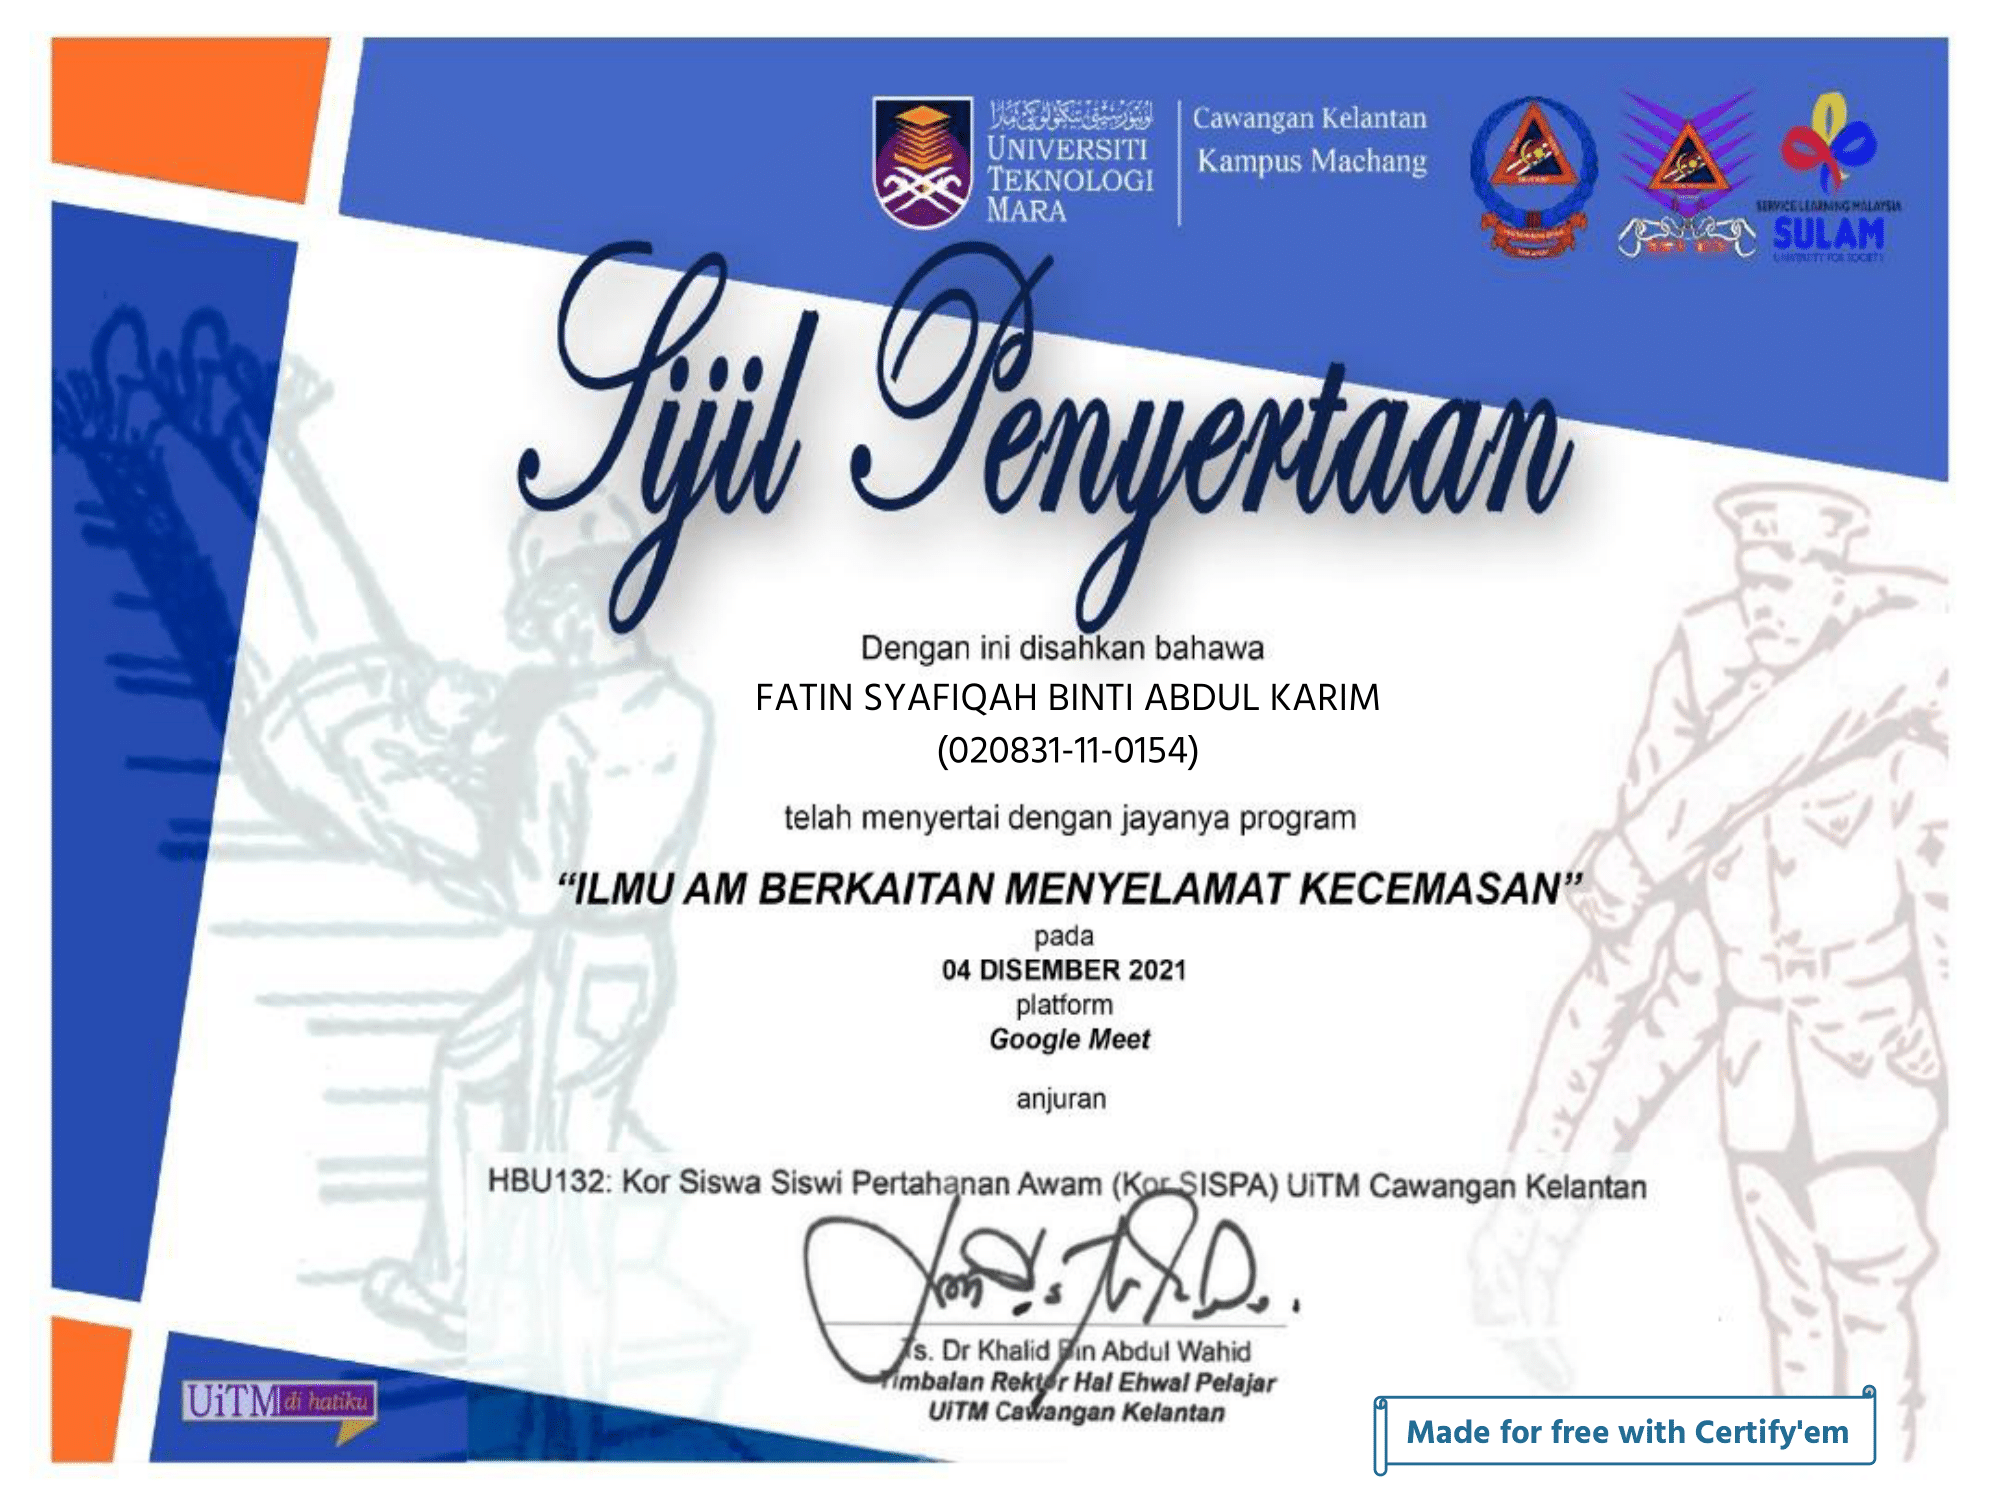 UNIVERSITI
TEKNOLOGI
MARA
Cawangan Kelantan
Kampus Machang
SERVICE LEARNING MALAYSIA
SULAM
UNIVERSITY FOR SOCIETY
Sijil Penyertaan
Dengan ini disahkan bahawa
FATIN SYAFIQAH BINTI ABDUL KARIM
(020831-11-0154)
telah menyertai dengan jayanya program
“ILMU AM BERKAITAN MENYELAMAT KECEMASAN”
pada
04 DISEMBER 2021
platform
Google Meet
anjuran
HBU132: Kor Siswa Siswi Pertahanan Awam (Kor SISPA) UiTM Cawangan Kelantan
Ts. Dr Khalid Bin Abdul Wahid
Timbalan Rektor Hal Ehwal Pelajar
UiTM Cawangan Kelantan
UiTM di hatiku
Made for free with Certify'em